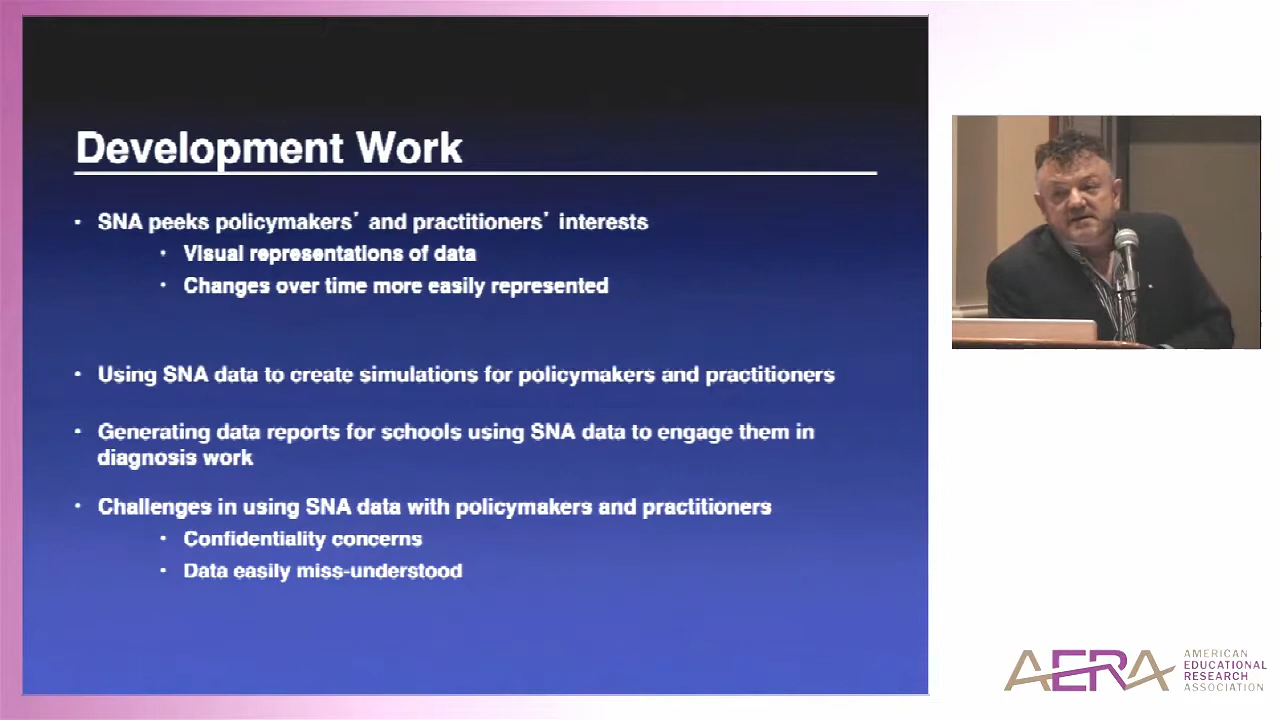 Development Work
• SNA peeks policymakers’ and practitioners’ interests
• Visual representations of data
• Changes over time more easily represented
• Using SNA data to create simulations for policymakers and practitioners
• Generating data reports for schools using SNA data to engage them in
diagnosis work
• Challenges in using SNA data with policymakers and practitioners
• Confidentiality concerns
• Data easily miss-understood
AERA
AMERICAN
EDUCATIONAL
RESEARCH
ASSOCIATION